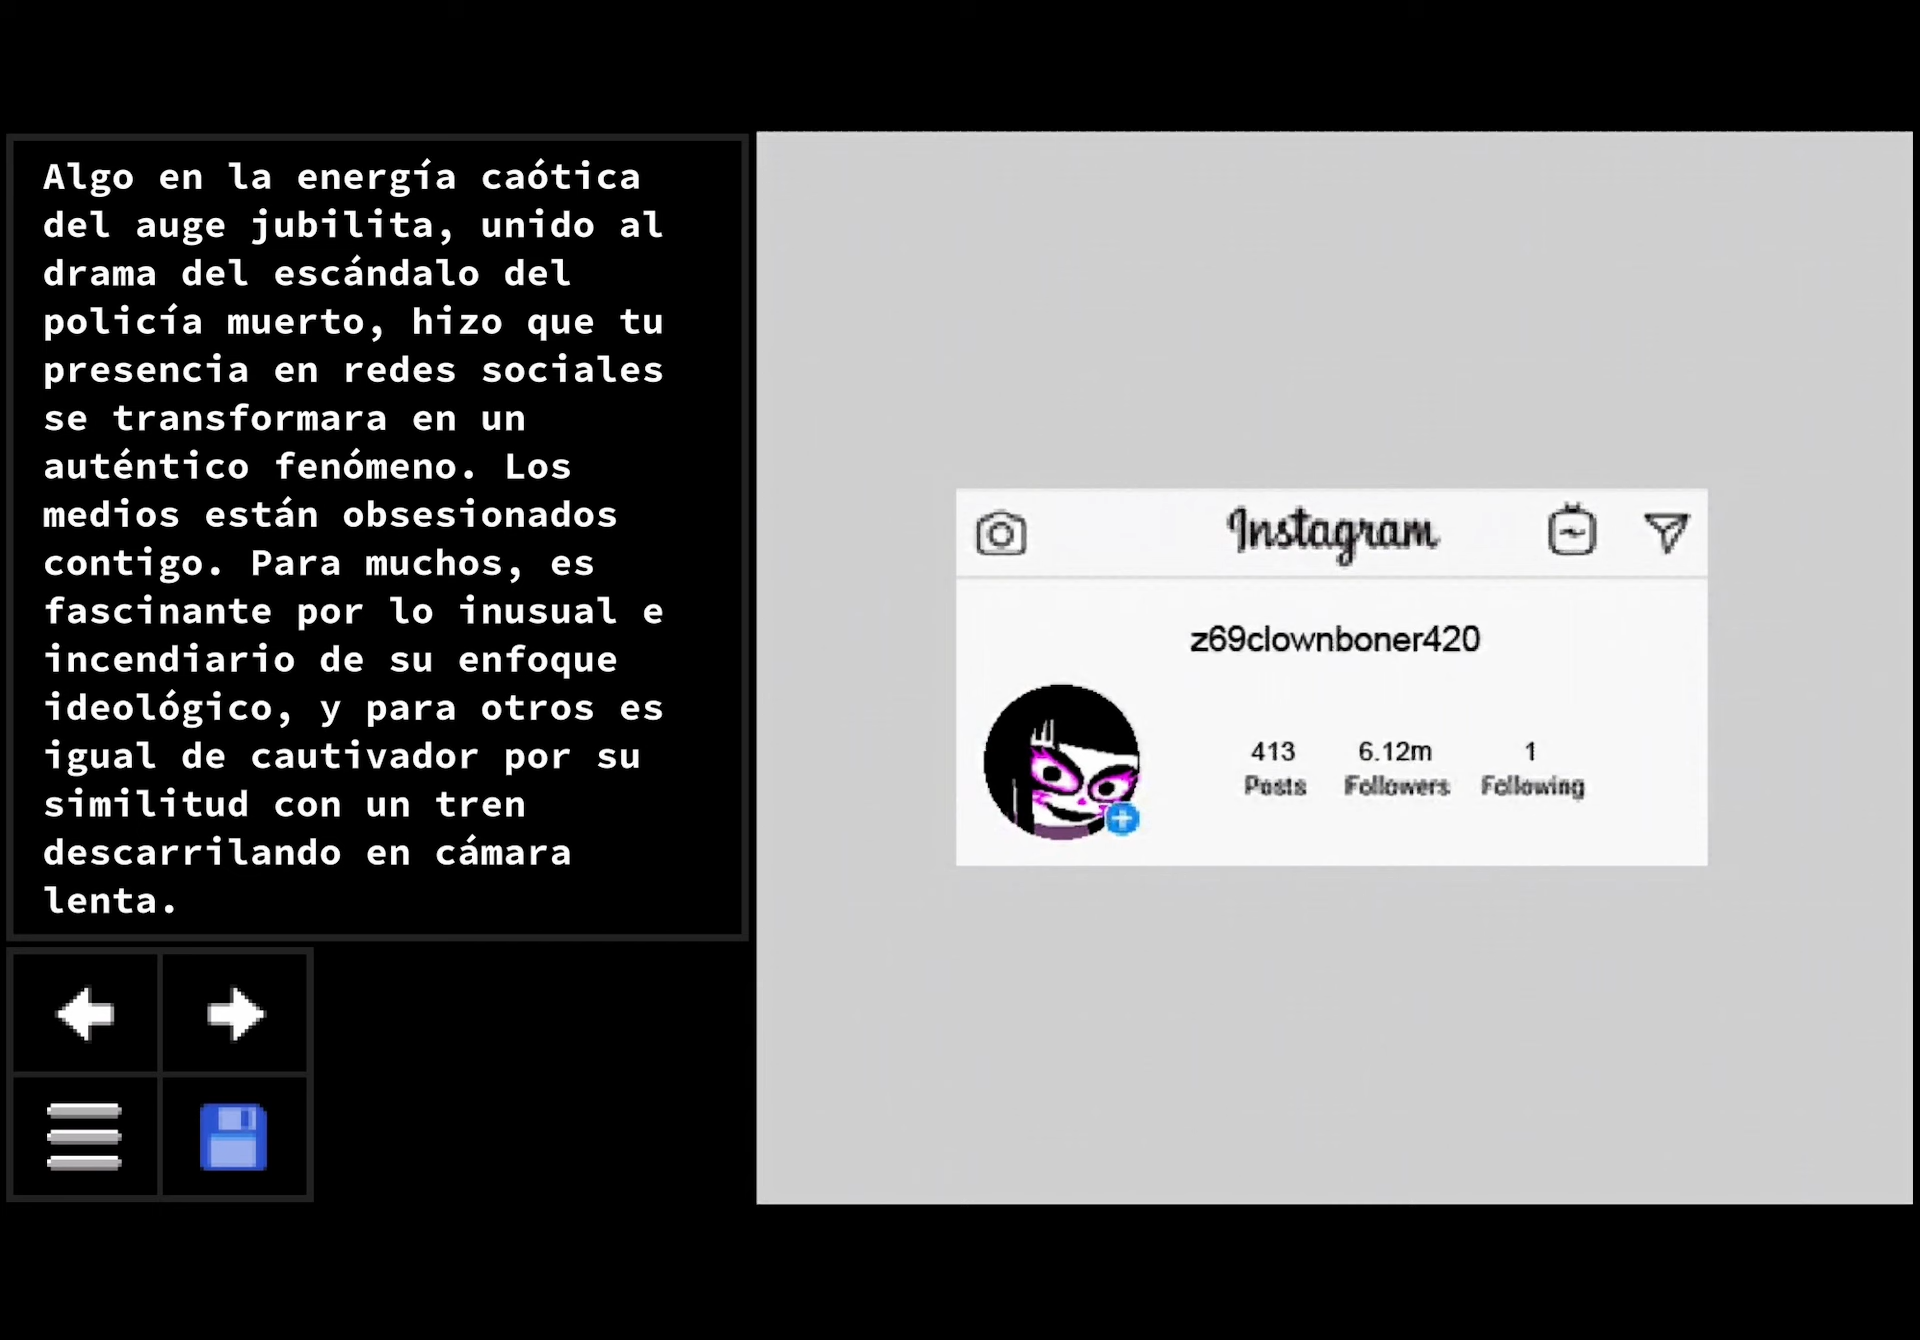 Algo en la energía caótica
del auge jubilita, unido al
drama del escándalo del
policía muerto, hizo que tu
presencia en redes sociales
se transformara en un
auténtico fenómeno. Los
medios están obsesionados
contigo. Para muchos, es
fascinante por lo inusual e
incendiario de su enfoque
ideológico, y para otros es
igual de cautivador por su
similitud con un tren
descarrilando en cámara
lenta.
Instagram
z69clownboner420
413 6.12m 1
Posts Followers Following